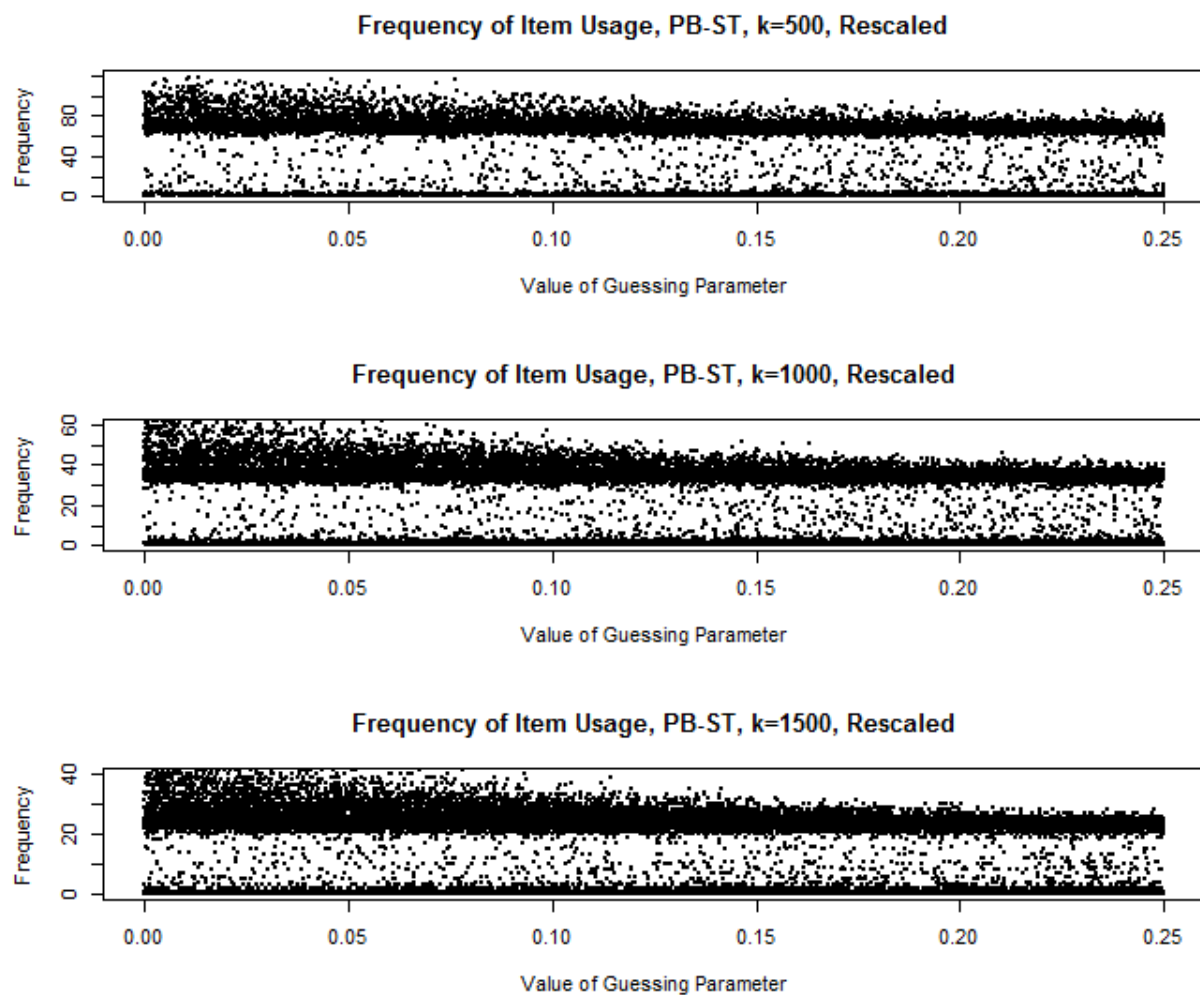 Frequency of Item Usage, PB-ST, k=500, Rescaled
Frequency
80
40
0
0.00 0.05 0.10 0.15 0.20 0.25
Value of Guessing Parameter
Frequency of Item Usage, PB-ST, k=1000, Rescaled
Frequency
60
40
20
0
0.00 0.05 0.10 0.15 0.20 0.25
Value of Guessing Parameter
Frequency of Item Usage, PB-ST, k=1500, Rescaled
Frequency
40
20
0
0.00 0.05 0.10 0.15 0.20 0.25
Value of Guessing Parameter